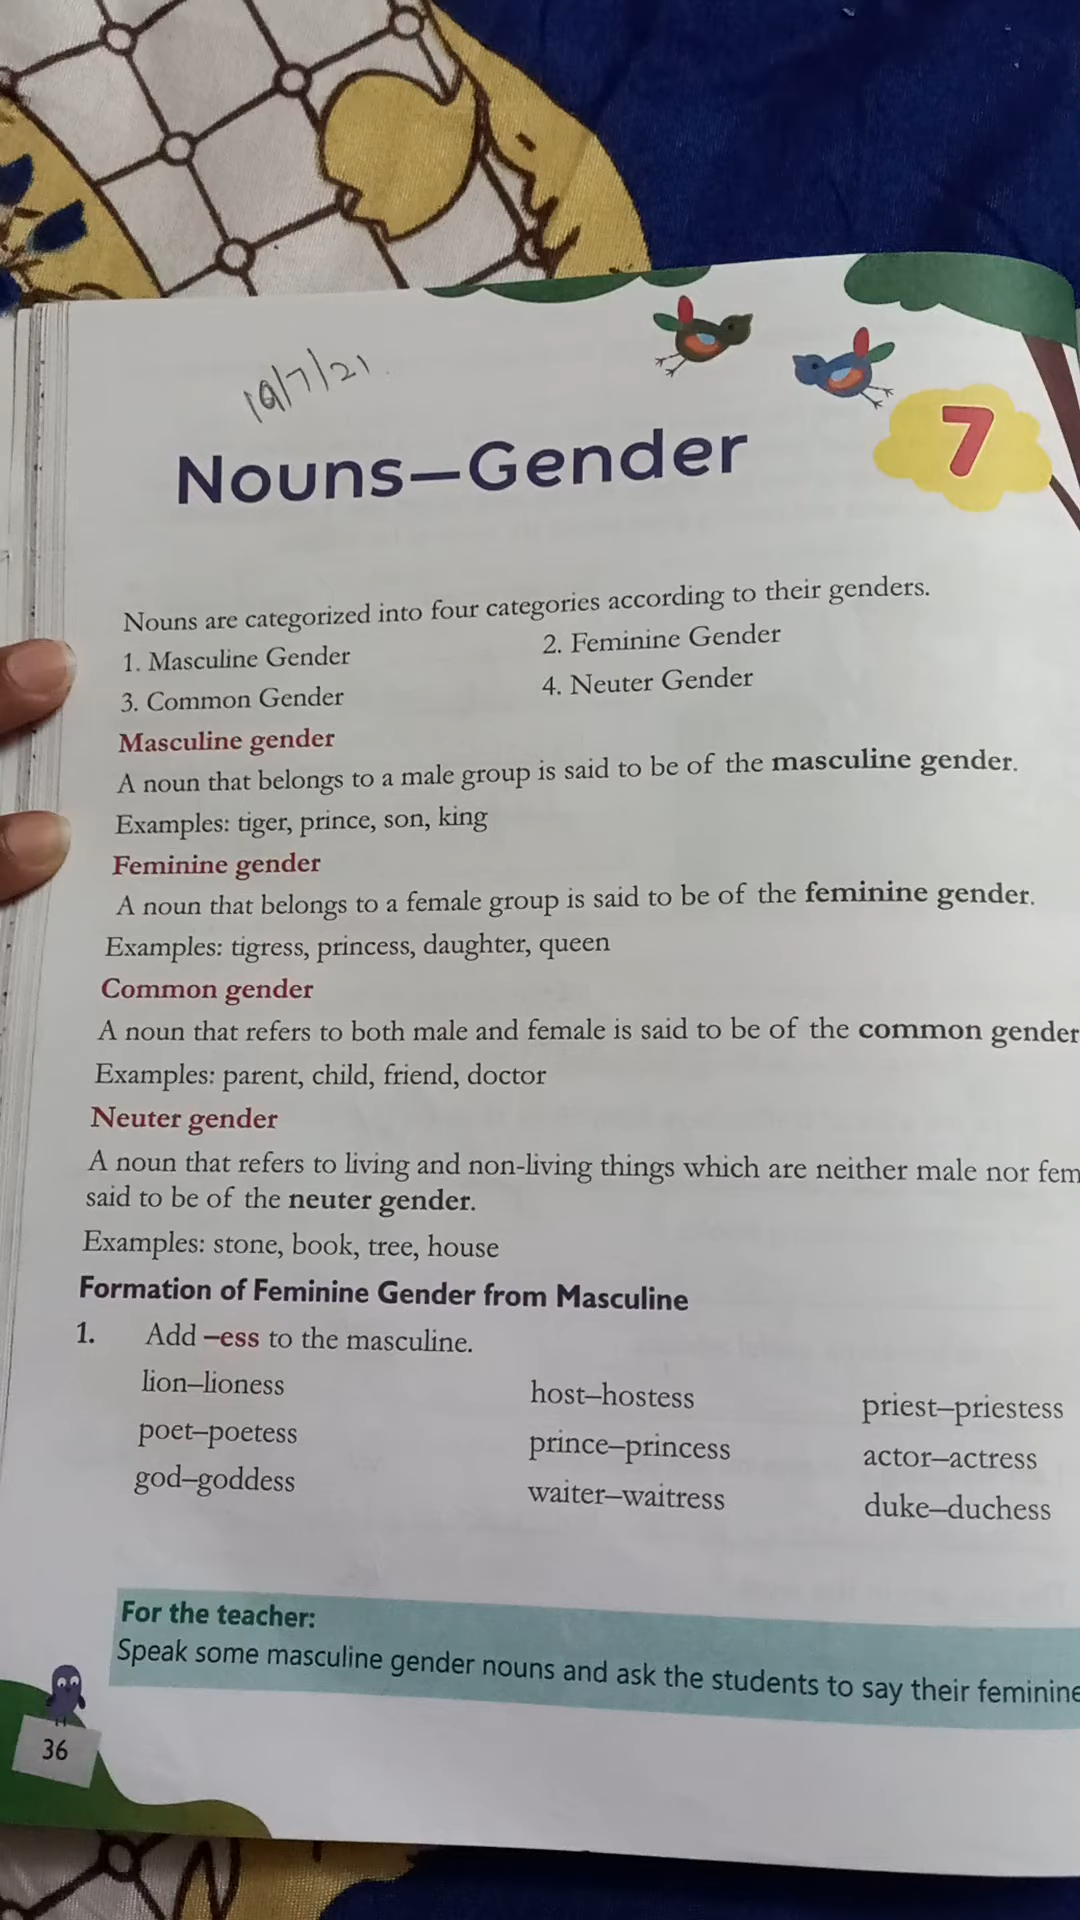 19/7/21
Nouns—Gender
7
Nouns are categorized into four categories according to their genders.
1. Masculine Gender 2. Feminine Gender
3. Common Gender 4. Neuter Gender
Masculine gender
A noun that belongs to a male group is said to be of the masculine gender.
Examples: tiger, prince, son, king
Feminine gender
A noun that belongs to a female group is said to be of the feminine gender.
Examples: tigress, princess, daughter, queen
Common gender
A noun that refers to both male and female is said to be of the common gender
Examples: parent, child, friend, doctor
Neuter gender
A noun that refers to living and non-living things which are neither male nor fem
said to be of the neuter gender.
Examples: stone, book, tree, house
Formation of Feminine Gender from Masculine
1. Add –ess to the masculine.
lion–lioness host–hostess priest–priestess
poet–poetess prince–princess actor–actress
god–goddess waiter–waitress duke–duchess
For the teacher:
Speak some masculine gender nouns and ask the students to say their feminine
36